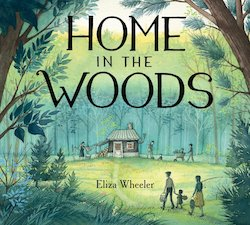 HOME
IN THE
WOODS
Eliza Wheeler